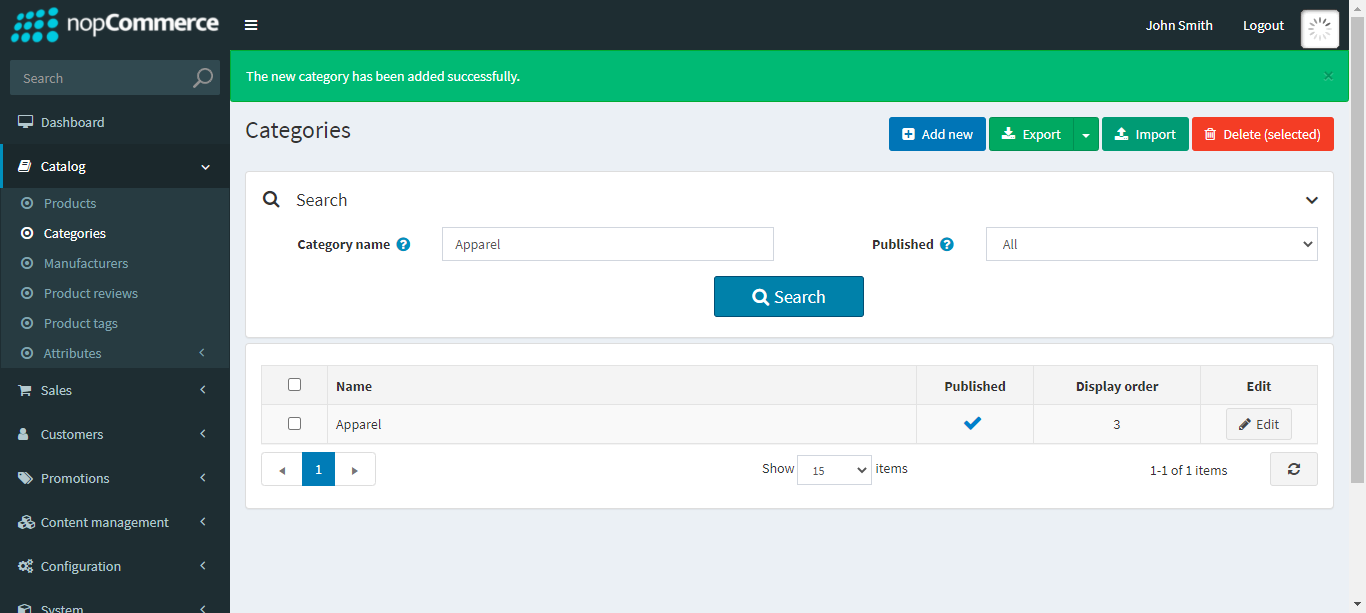 nopCommerce
John Smith Logout
Search
The new category has been added successfully. ×
Dashboard
Categories
Add new Export Import Delete (selected)
Catalog
Products
Categories
Manufacturers
Product reviews
Product tags
Attributes
Sales
Customers
Promotions
Content management
Configuration
System
Search
Category name ? Apparel Published ? All
Search
Name Published Display order Edit
Apparel 3 Edit
1 Show 15 items 1-1 of 1 items